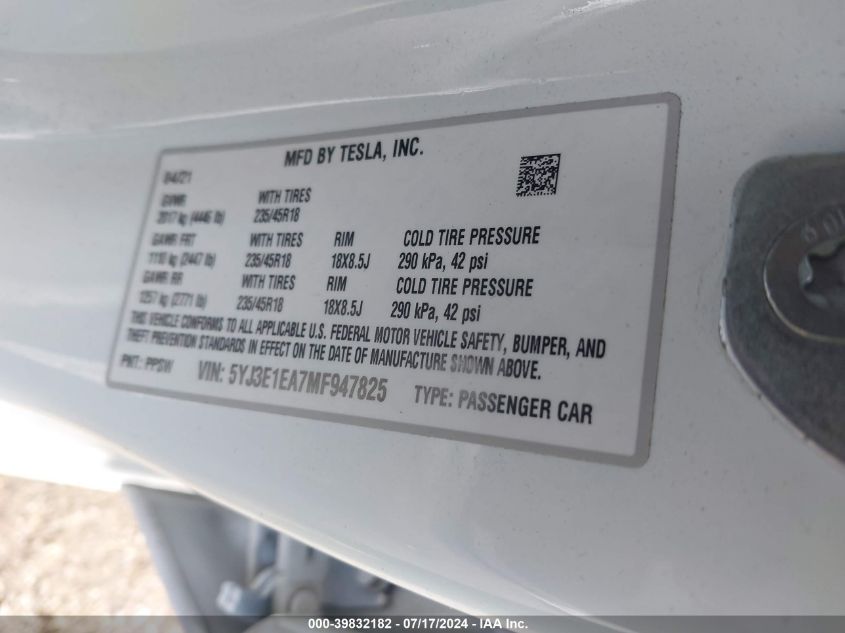 MFD BY TESLA, INC.
04/21
GVWR WITH TIRES
2017 kg (4446 lb) 235/45R18
GAWR FRT WITH TIRES RIM COLD TIRE PRESSURE
1110 kg (2447 lb) 235/45R18 18X8.5J 290 kPa, 42 psi
GAWR RR WITH TIRES RIM COLD TIRE PRESSURE
1257 kg (2771 lb) 235/45R18 18X8.5J 290 kPa, 42 psi
THIS VEHICLE CONFORMS TO ALL APPLICABLE U.S. FEDERAL MOTOR VEHICLE SAFETY, BUMPER, AND
THEFT PREVENTION STANDARDS IN EFFECT ON THE DATE OF MANUFACTURE SHOWN ABOVE.
PNT: PPSW VIN: 5YJ3E1EA7MF947825 TYPE: PASSENGER CAR
000-39832182 - 07/17/2024 - IAA Inc.